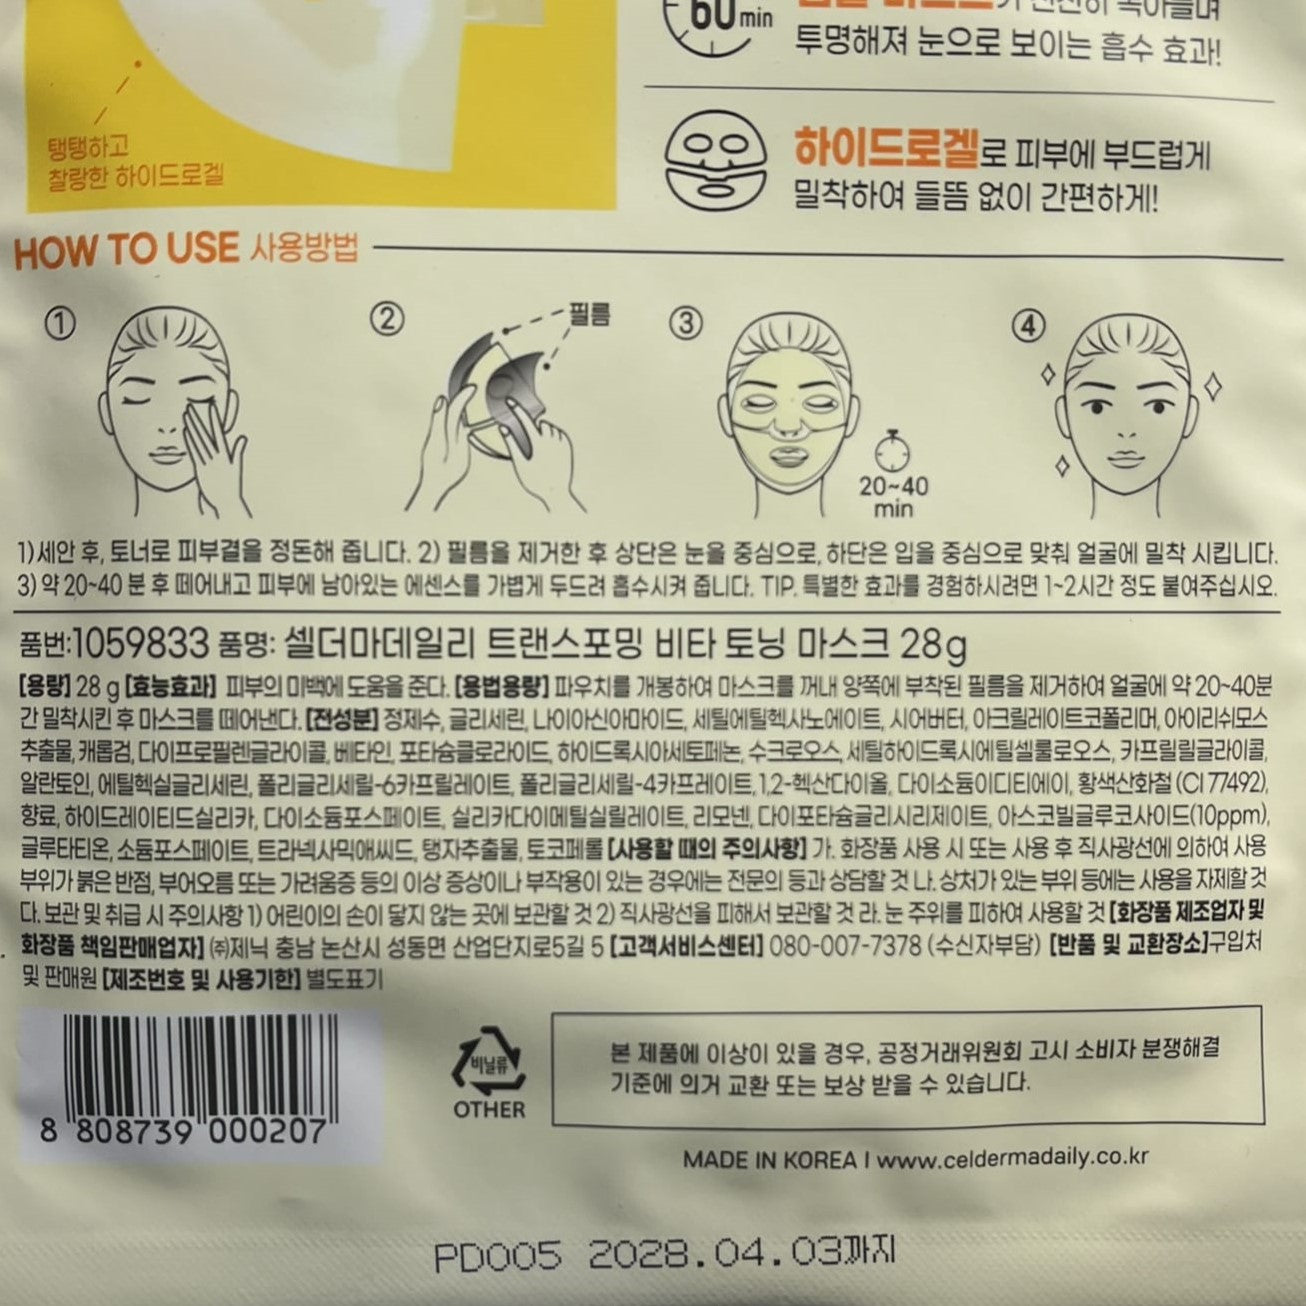 60 min
투명해져 눈으로 보이는 흡수 효과!
탱탱하고
찰랑한 하이드로겔
하이드로겔로 피부에 부드럽게
밀착하여 들뜸 없이 간편하게!
HOW TO USE 사용방법
① ② 필름 ③ ④
20~40
min
1)세안 후, 토너로 피부결을 정돈해 줍니다. 2) 필름을 제거한 후 상단은 눈을 중심으로, 하단은 입을 중심으로 맞춰 얼굴에 밀착 시킵니다.
3) 약 20~40 분 후 떼어내고 피부에 남아있는 에센스를 가볍게 두드려 흡수시켜 줍니다. TIP. 특별한 효과를 경험하시려면 1~2시간 정도 붙여주십시오.
품번:1059833 품명: 셀더마데일리 트랜스포밍 비타 토닝 마스크 28g
[용량] 28 g [효능효과] 피부의 미백에 도움을 준다. [용법용량] 파우치를 개봉하여 마스크를 꺼내 양쪽에 부착된 필름을 제거하여 얼굴에 약 20~40분
간 밀착시킨 후 마스크를 떼어낸다. [전성분] 정제수, 글리세린, 나이아신아마이드, 세틸에틸헥사노에이트, 시어버터, 아크릴레이트코폴리머, 아이리쉬모스
추출물, 캐롭검, 다이프로필렌글라이콜, 베타인, 포타슘클로라이드, 하이드록시아세토페논, 수크로오스, 세틸하이드록시에틸셀룰로오스, 카프릴릴글라이콜,
알란토인, 에틸헥실글리세린, 폴리글리세릴-6카프릴레이트, 폴리글리세릴-4카프레이트, 1,2-헥산다이올, 다이소듐이디티에이, 황색산화철 (CI 77492),
향료, 하이드레이티드실리카, 다이소듐포스페이트, 실리카다이메틸실릴레이트, 리모넨, 다이포타슘글리시리제이트, 아스코빌글루코사이드(10ppm),
글루타티온, 소듐포스페이트, 트라넥사믹애씨드, 탱자추출물, 토코페롤 [사용할 때의 주의사항] 가. 화장품 사용 시 또는 사용 후 직사광선에 의하여 사용
부위가 붉은 반점, 부어오름 또는 가려움증 등의 이상 증상이나 부작용이 있는 경우에는 전문의 등과 상담할 것 나. 상처가 있는 부위 등에는 사용을 자제할 것
다. 보관 및 취급 시 주의사항 1) 어린이의 손이 닿지 않는 곳에 보관할 것 2) 직사광선을 피해서 보관할 것 라. 눈 주위를 피하여 사용할 것 [화장품 제조업자 및
화장품 책임판매업자] ㈜제닉 충남 논산시 성동면 산업단지로5길 5 [고객서비스센터] 080-007-7378 (수신자부담) [반품 및 교환장소]구입처
및 판매원 [제조번호 및 사용기한] 별도표기
8 808739 000207
비닐류
OTHER
본 제품에 이상이 있을 경우, 공정거래위원회 고시 소비자 분쟁해결
기준에 의거 교환 또는 보상 받을 수 있습니다.
MADE IN KOREA I www.celdermadaily.co.kr
PD005 2028.04.03까지